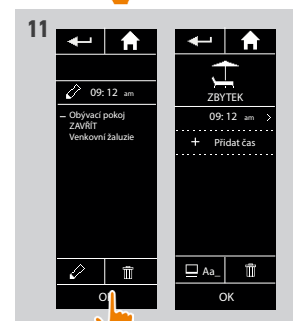 11
09: 12 am
– Obývací pokoj
ZAVŘÍT
Venkovní žaluzie
OK
ZBYTEK
09: 12 am >
+ Přidat čas
Aa_
OK